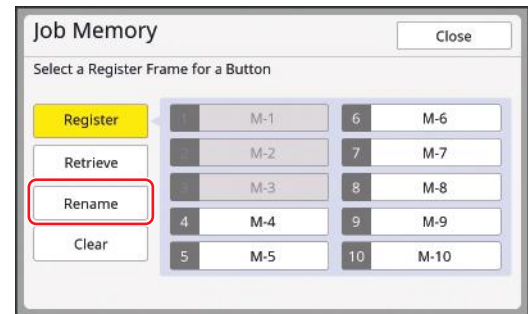 Job Memory
Close
Select a Register Frame for a Button
Register
Retrieve
Rename
Clear
1 M-1
2 M-2
3 M-3
4 M-4
5 M-5
6 M-6
7 M-7
8 M-8
9 M-9
10 M-10